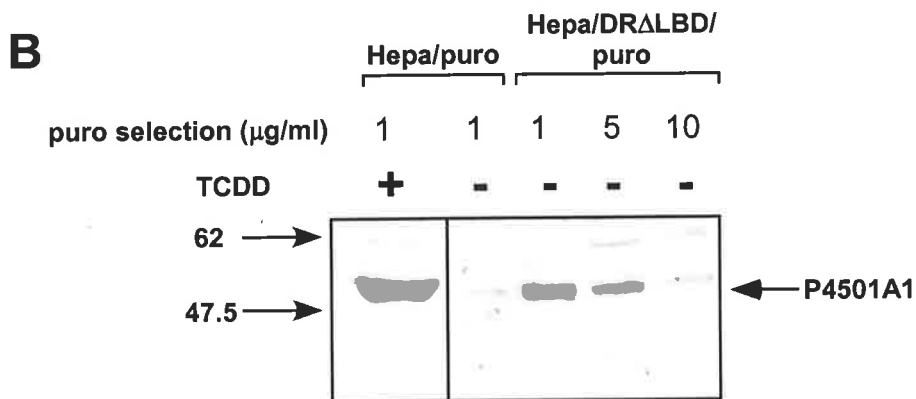 B
Hepa/puro
Hepa/DRΔLBD/
puro
puro selection (μg/ml) 1 1 1 5 10
TCDD + - - - -
62
47.5
P4501A1